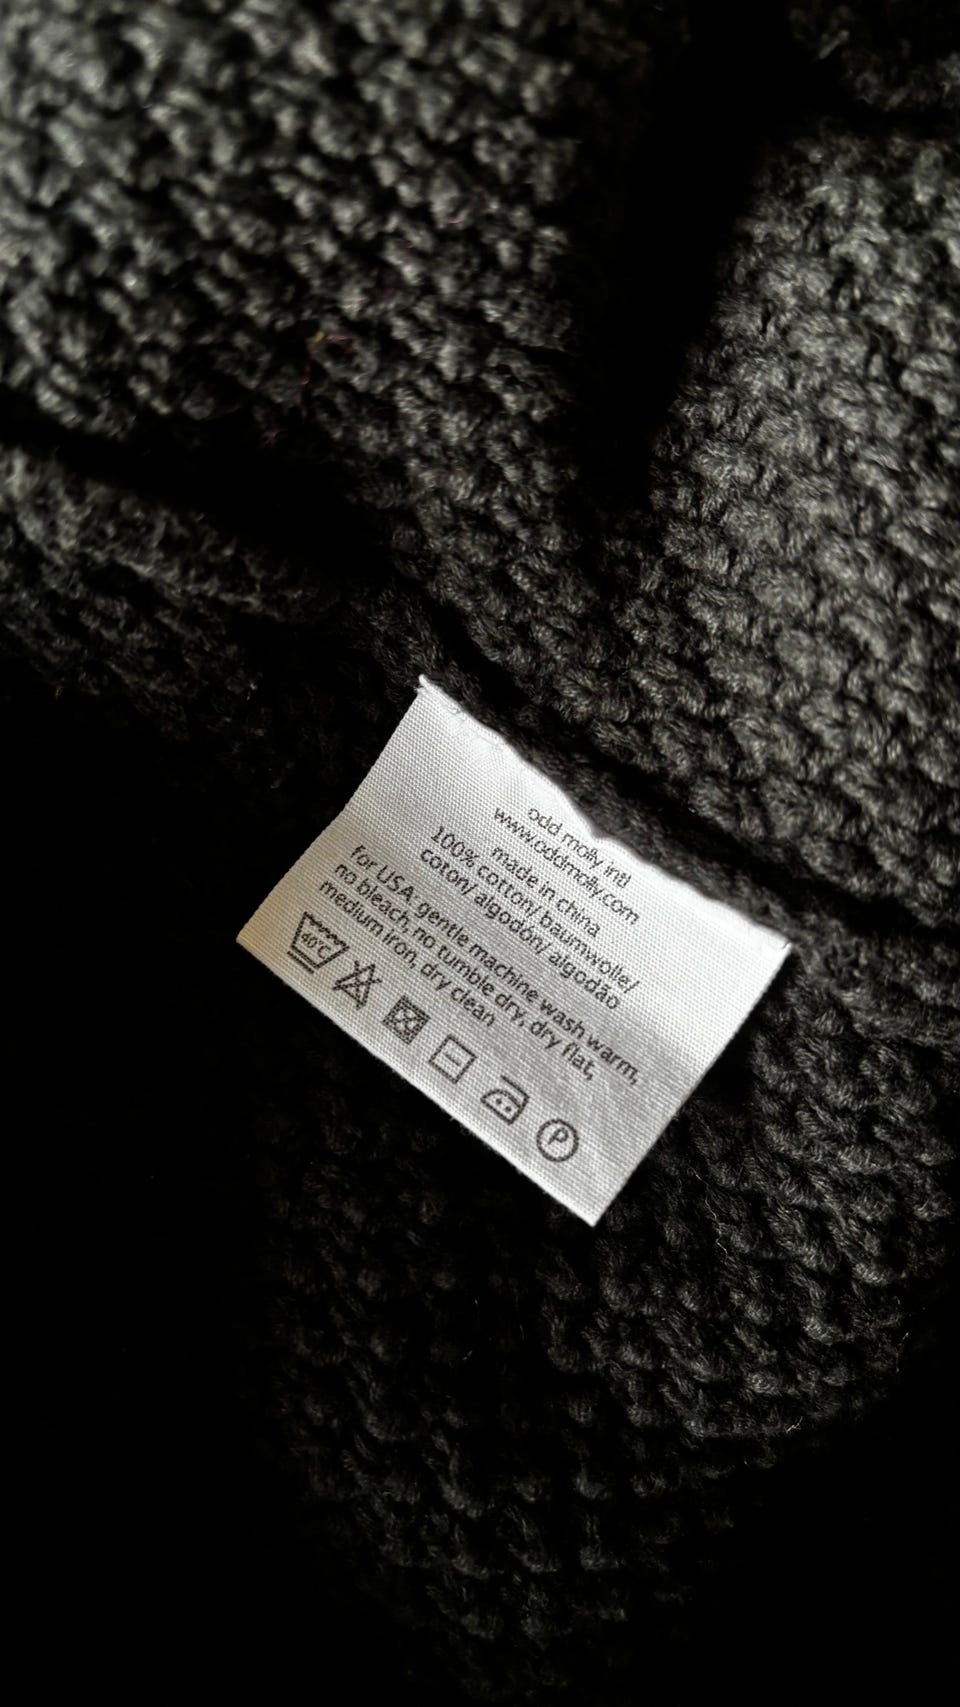 odd molly intl
www.oddmolly.com
made in china
100% cotton/ baumwolle/
coton/ algodón/ algodão
for USA: gentle machine wash warm,
no bleach, no tumble dry, dry flat,
medium iron, dry clean
40°C
P